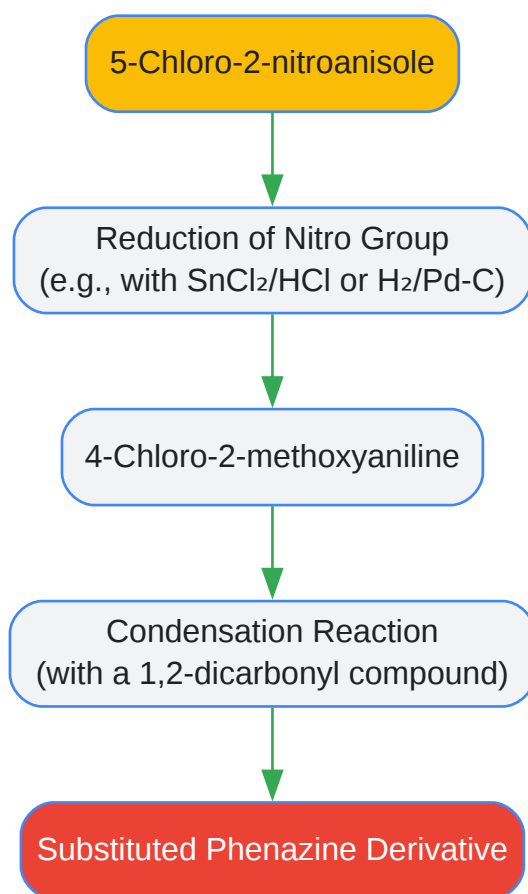 5-Chloro-2-nitroanisole
Reduction of Nitro Group
(e.g., with SnCl₂/HCl or H₂/Pd-C)
4-Chloro-2-methoxyaniline
Condensation Reaction
(with a 1,2-dicarbonyl compound)
Substituted Phenazine Derivative